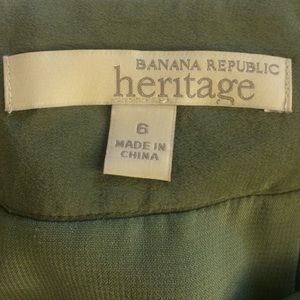 BANANA REPUBLIC
heritage
6
MADE IN
CHINA